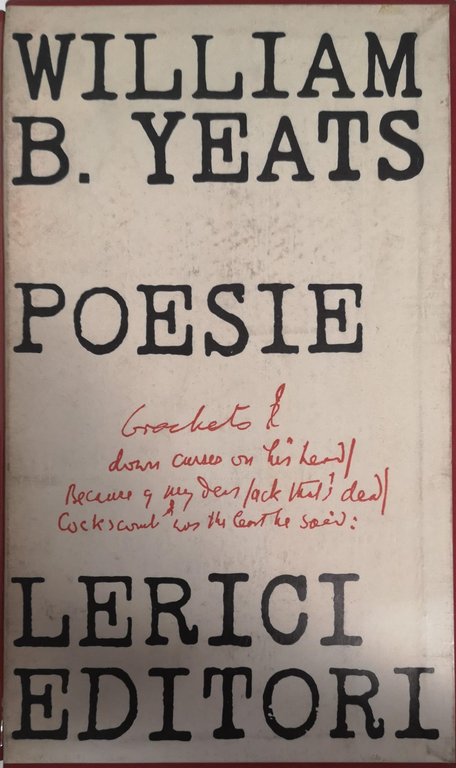 WILLIAM
B. YEATS
POESIE
down curses on his head
Because of my dear Jack that's dead
Coxcomb was the least he said:
LERICI
EDITORI